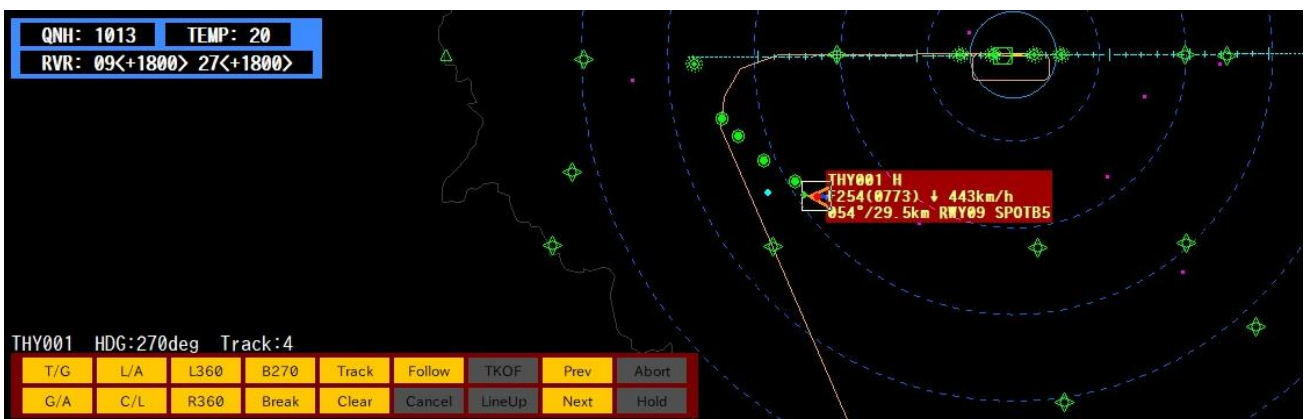 QNH: 1013 TEMP: 20
RVR: 09<+1800> 27<+1800>
THY001 H
F254(0773) ↓ 443km/h
054°/29.5km RWY09 SPOTB5
THY001 HDG:270deg Track:4
T/G L/A L360 B270 Track Follow TKOF Prev Abort
G/A C/L R360 Break Clear Cancel LineUp Next Hold